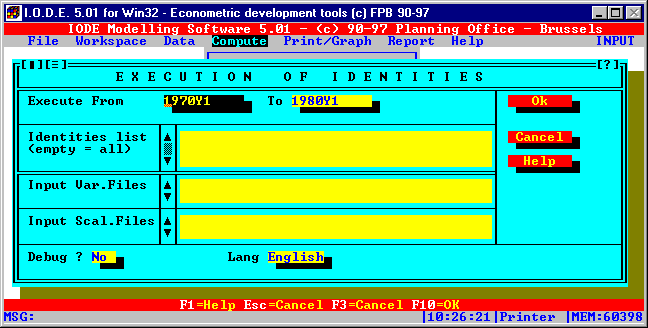 I.O.D.E. 5.01 for Win32 - Econometric development tools (c) FPB 90-97
IODE Modelling Software 5.01 - (c) 90-97 Planning Office - Brussels
File Workspace Data Compute Print/Graph Report Help INPUT
[?]
EXECUTION OF IDENTITIES
Execute From 1970Y1 To 1980Y1
Ok
Identities list
(empty = all)
Cancel
Help
Input Var.Files
Input Scal.Files
Debug ? No Lang English
F1=Help Esc=Cancel F3=Cancel F10=OK
MSG: |10:26:21|Printer |MEM:60398